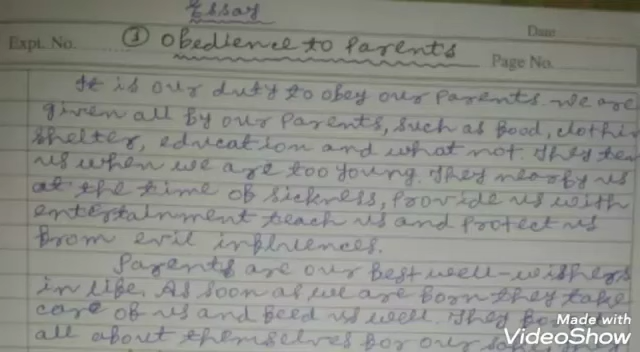 Essay
Date
Expt. No. ① Obedience to Parents
Page No.
It is our duty to obey our parents. we are
given all by our parents, such as food, clothi
shelter, education and what not. They
us when we are too young. They near by us
at the time of sickness, provide us with
entertainment teach us and protect us
from evil influences.
Parents are our best well-wishers
in life. As soon as we are born they take
care of us and feed us well. They
all about themselves for our
Made with
VideoShow